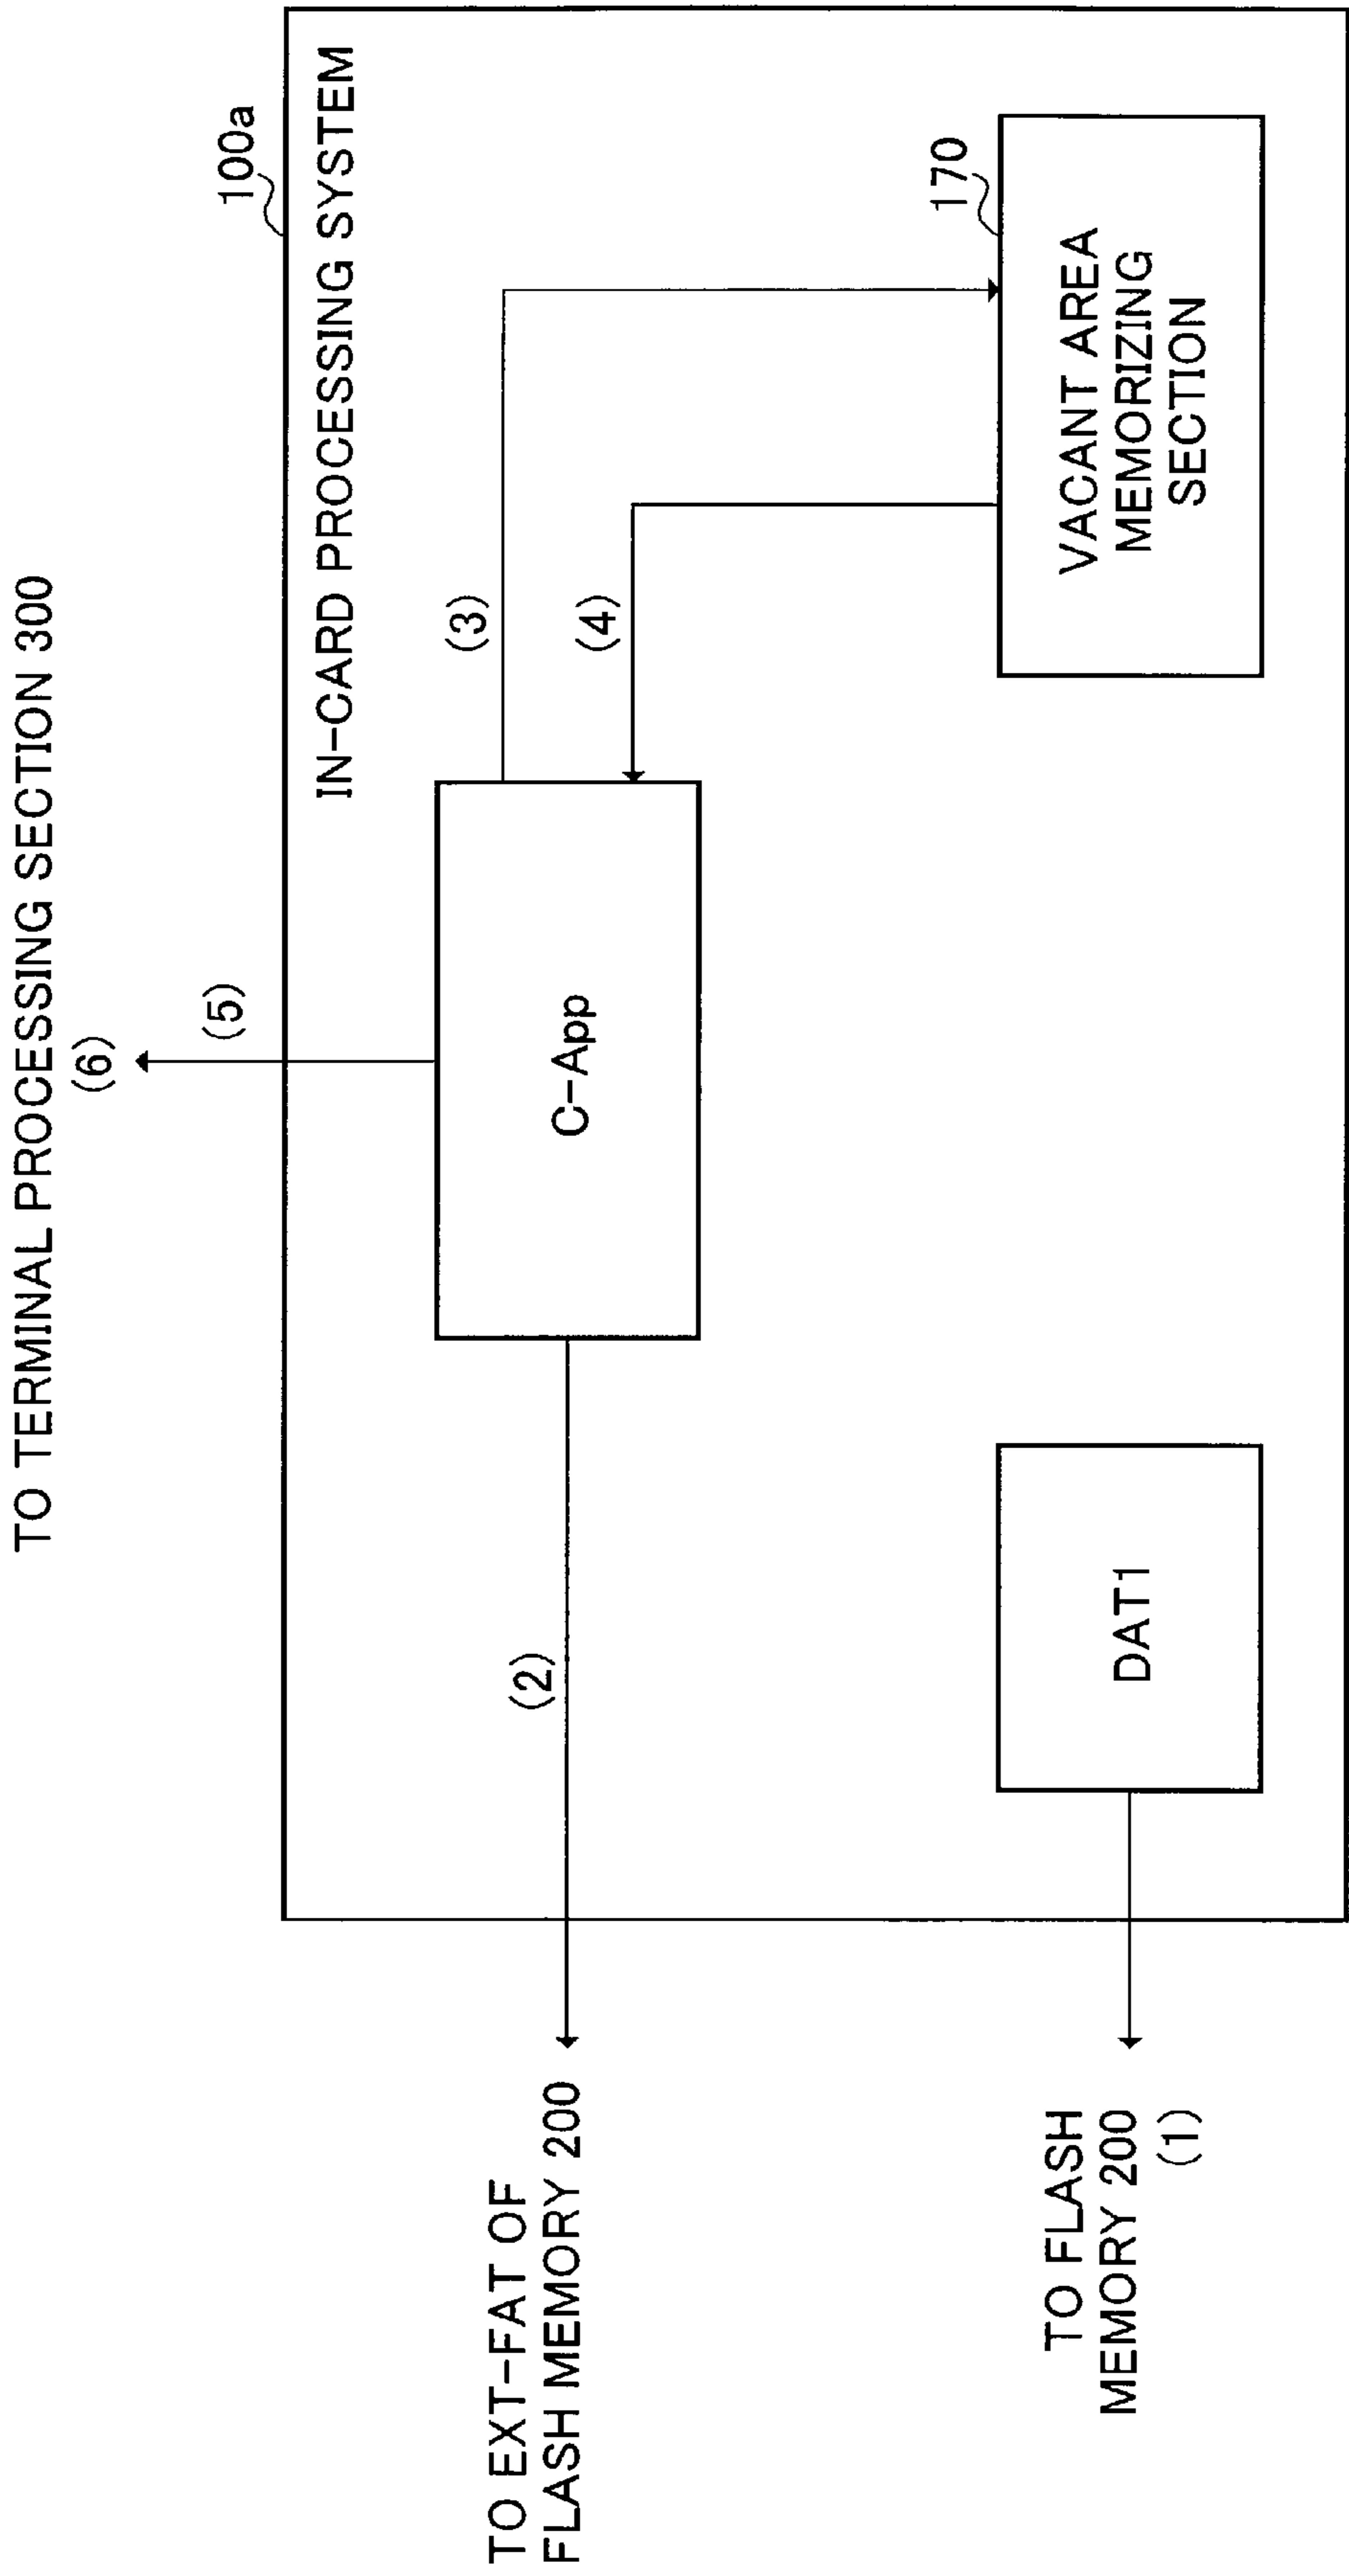 TO TERMINAL PROCESSING SECTION 300
(6)
(5)
100a
IN-CARD PROCESSING SYSTEM
TO EXT-FAT OF
FLASH MEMORY 200
(2)
C-App
(3)
(4)
170
TO FLASH
MEMORY 200
(1)
DAT1
VACANT AREA
MEMORIZING
SECTION